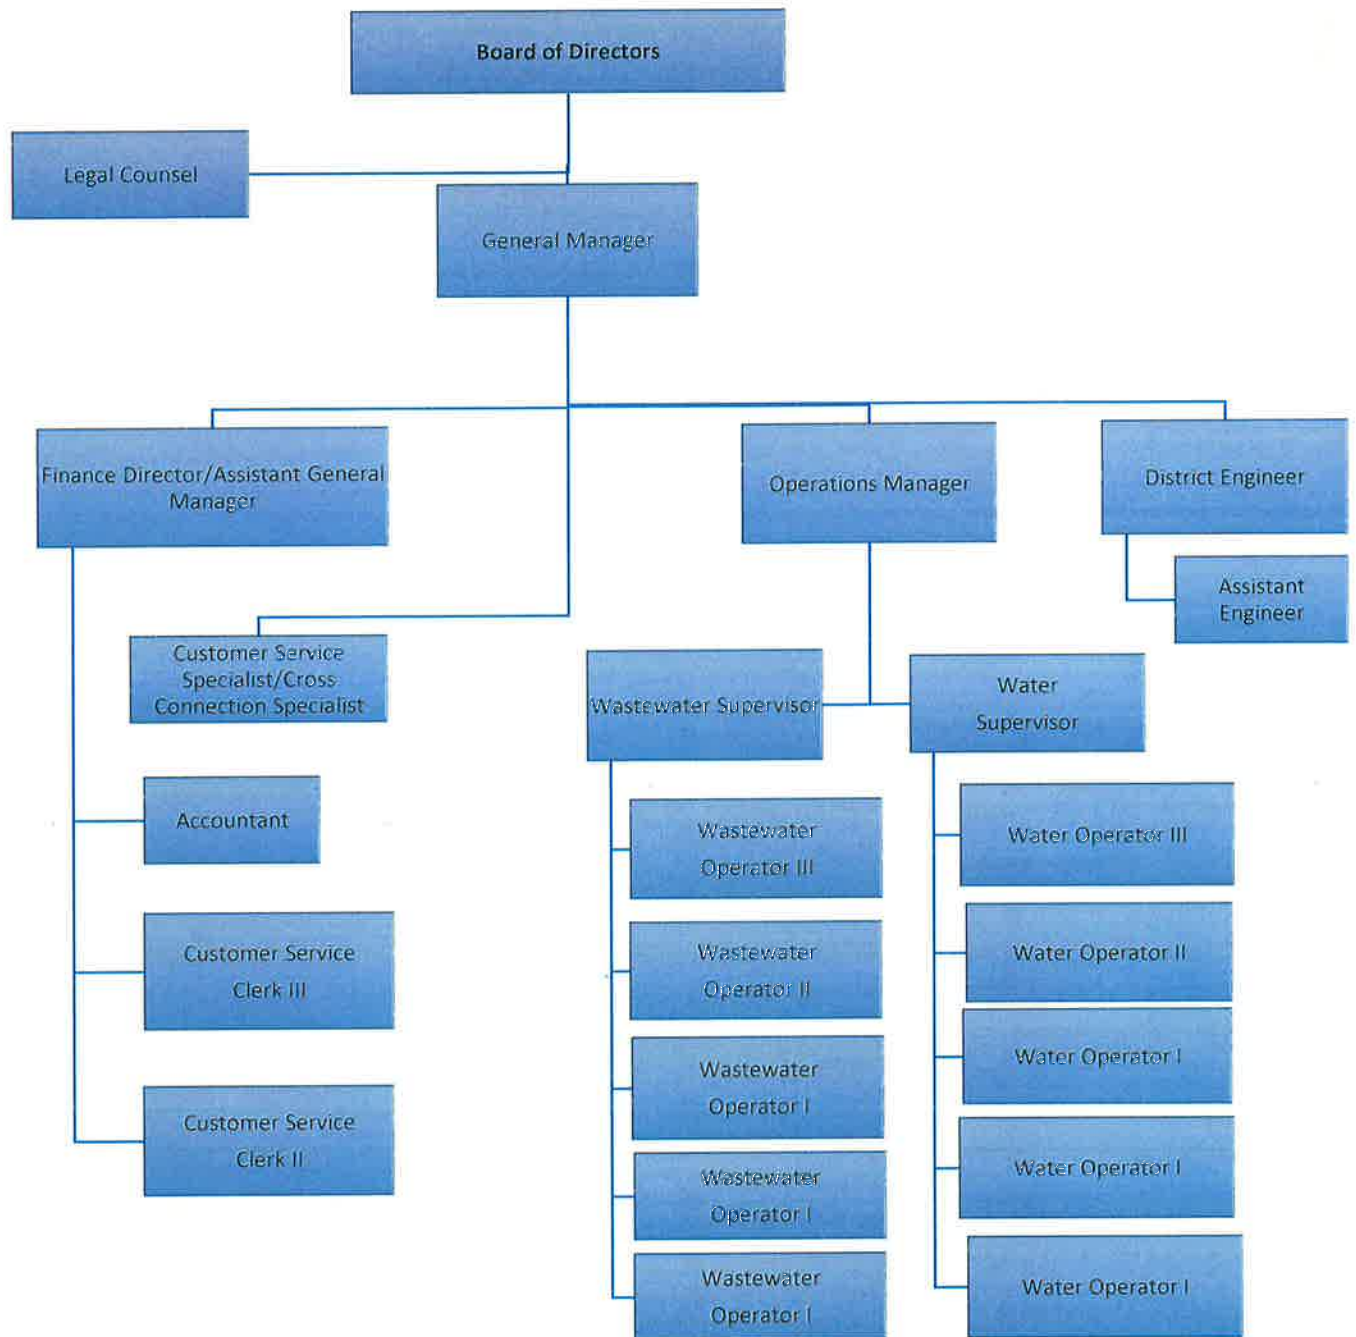 Board of Directors
Legal Counsel
General Manager
Finance Director/Assistant General
Manager
Operations Manager
District Engineer
Assistant
Engineer
Customer Service
Specialist/Cross
Connection Specialist
Wastewater Supervisor
Water
Supervisor
Accountant
Customer Service
Clerk III
Customer Service
Clerk II
Wastewater
Operator III
Wastewater
Operator II
Wastewater
Operator I
Wastewater
Operator I
Wastewater
Operator I
Water Operator III
Water Operator II
Water Operator I
Water Operator I
Water Operator I